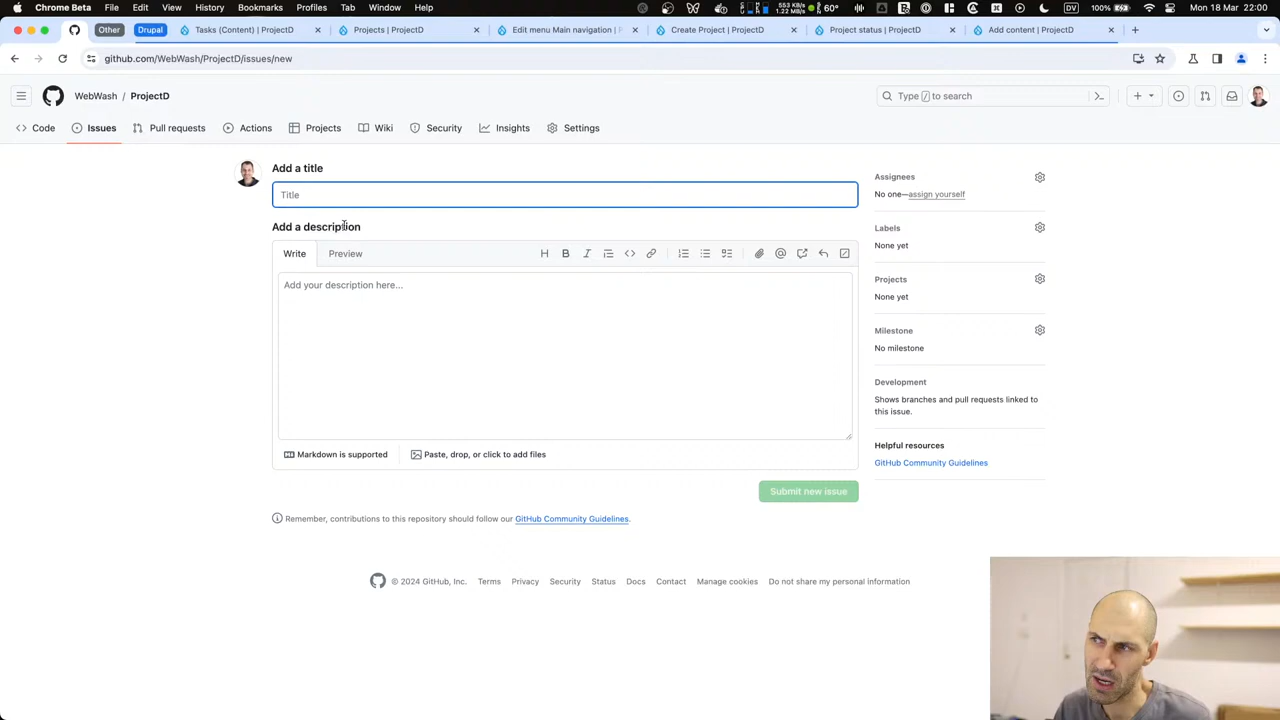 Chrome Beta File Edit View History Bookmarks Profiles Tab Window Help 100% Mon 18 Mar 22:00
Other Drupal Tasks (Content) | ProjectD Projects | ProjectD Edit menu Main navigation | Create Project | ProjectD Project status | ProjectD Add content | ProjectD
github.com/WebWash/ProjectD/issues/new
WebWash / ProjectD Type / to search
Code Issues Pull requests Actions Projects Wiki Security Insights Settings
Add a title
Title
Add a description
Write Preview
Add your description here...
Markdown is supported Paste, drop, or click to add files
Submit new issue
Remember, contributions to this repository should follow our GitHub Community Guidelines.
Assignees
No one—assign yourself
Labels
None yet
Projects
None yet
Milestone
No milestone
Development
Shows branches and pull requests linked to
this issue.
Helpful resources
GitHub Community Guidelines
© 2024 GitHub, Inc. Terms Privacy Security Status Docs Contact Manage cookies Do not share my personal information